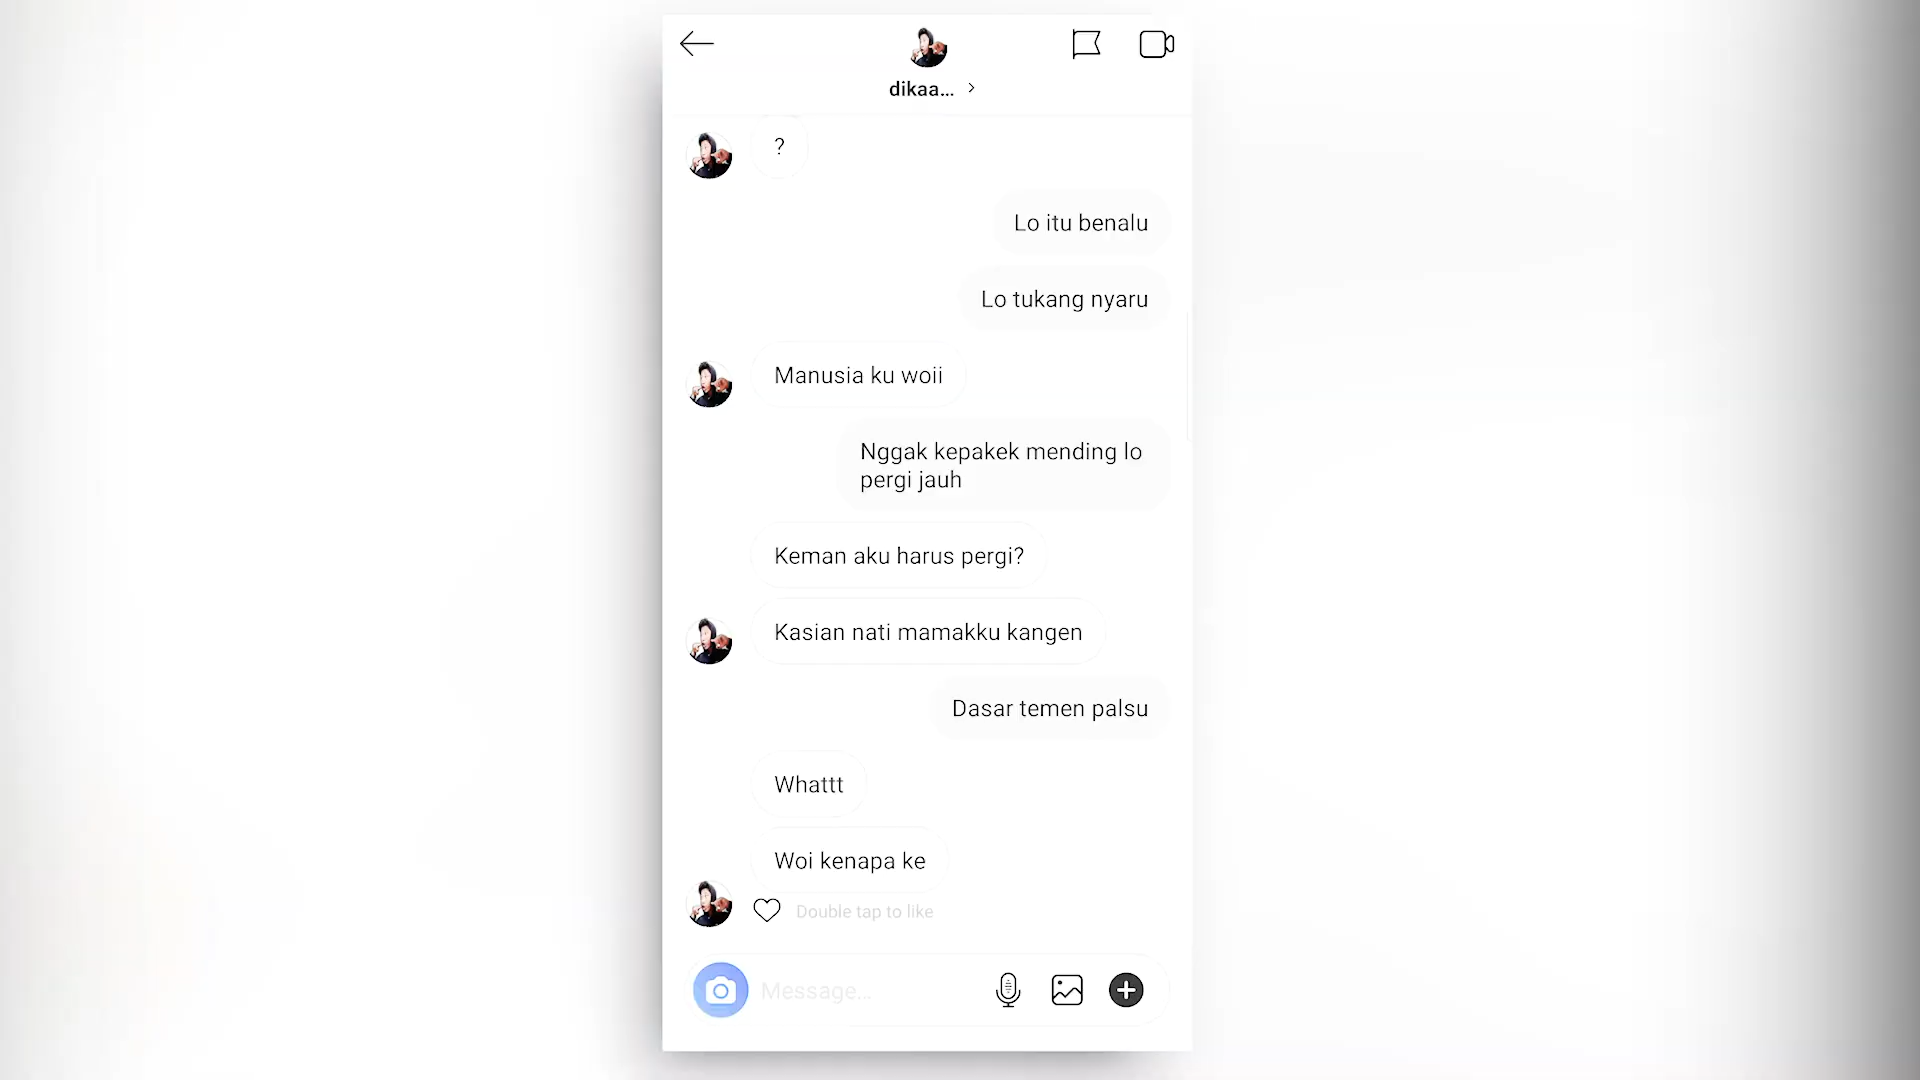 dikaa...
?
Lo itu benalu
Lo tukang nyaru
Manusia ku woii
Nggak kepakek mending lo
pergi jauh
Keman aku harus pergi?
Kasian nati mamakku kangen
Dasar temen palsu
Whattt
Woi kenapa ke
Double tap to like
Message...